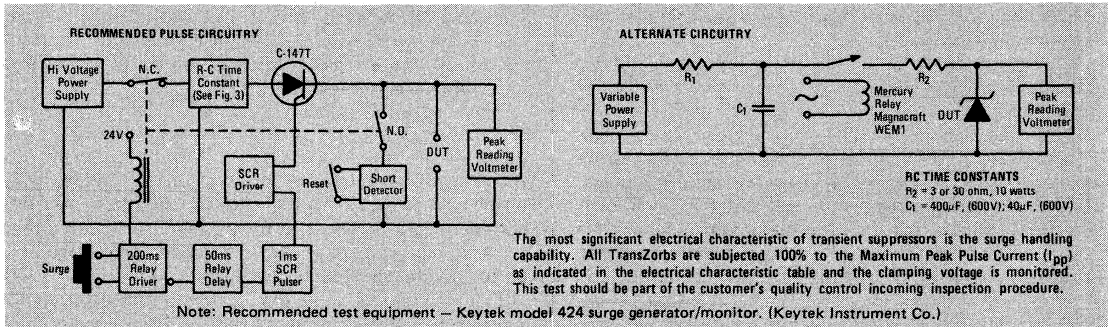 RECOMMENDED PULSE CIRCUITRY
Hi Voltage
Power
Supply
N.C.
R-C Time
Constant
(See Fig. 3)
C-147T
24V
N.O.
DUT
Peak
Reading
Voltmeter
SCR
Driver
Reset
Short
Detector
Surge
200ms
Relay
Driver
50ms
Relay
Delay
1ms
SCR
Pulser
ALTERNATE CIRCUITRY
Variable
Power
Supply
R1
C1
Mercury
Relay
Magnacraft
WEM1
R2
DUT
Peak
Reading
Voltmeter
RC TIME CONSTANTS
R2 = 3 or 30 ohm, 10 watts
C1 = 400μF, (600V); 40μF, (600V)
The most significant electrical characteristic of transient suppressors is the surge handling
capability. All TransZorbs are subjected 100% to the Maximum Peak Pulse Current (Ipp)
as indicated in the electrical characteristic table and the clamping voltage is monitored.
This test should be part of the customer's quality control incoming inspection procedure.
Note: Recommended test equipment — Keytek model 424 surge generator/monitor. (Keytek Instrument Co.)